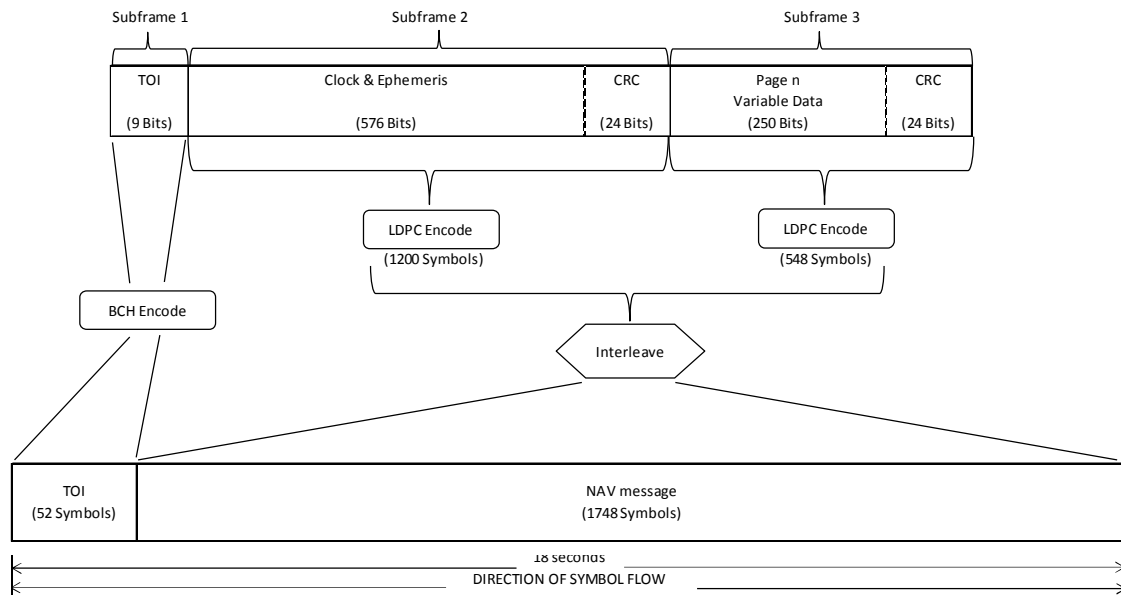 Subframe 1
Subframe 2
Subframe 3
TOI
Clock & Ephemeris
CRC
Page n
CRC
Variable Data
(9 Bits)
(576 Bits)
(24 Bits)
(250 Bits)
(24 Bits)
LDPC Encode
(1200 Symbols)
LDPC Encode
(548 Symbols)
BCH Encode
Interleave
TOI
(52 Symbols)
NAV message
(1748 Symbols)
18 seconds
DIRECTION OF SYMBOL FLOW